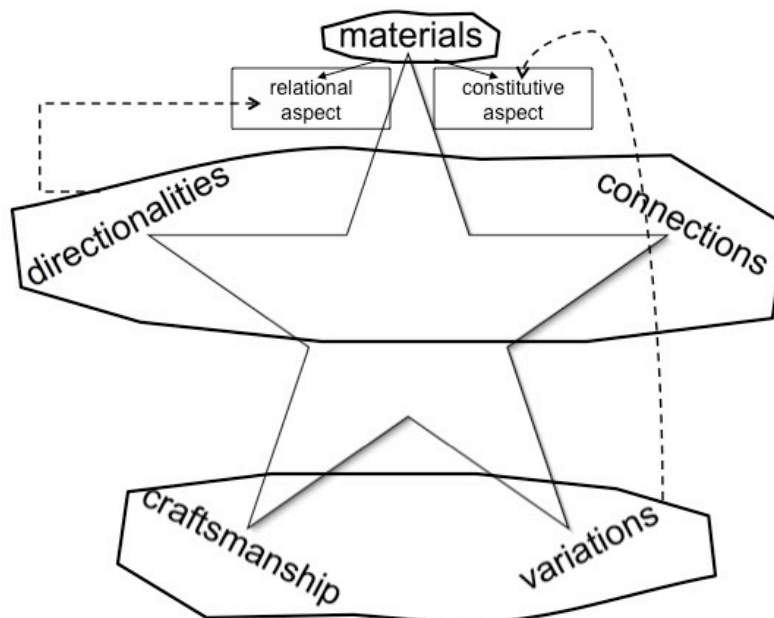 materials
relational
aspect
constitutive
aspect
directionalities
connections
craftsmanship
variations